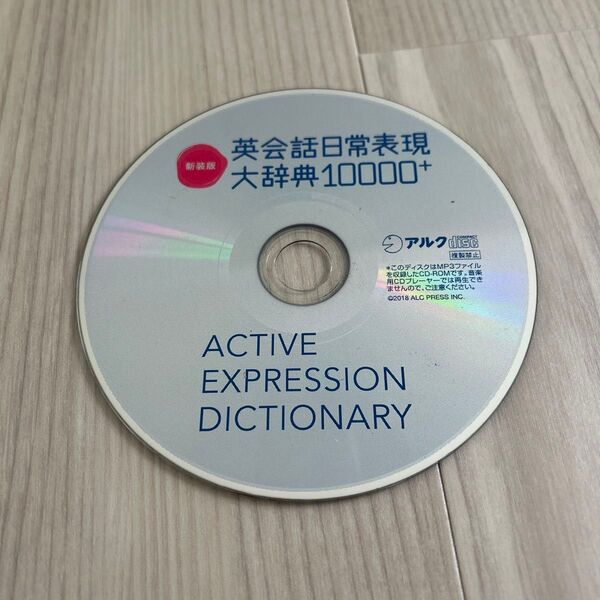 新装版
英会話日常表現
大辞典10000+
アルク
COMPACT
disc
複製禁止
*このディスクはMP3ファイル
を収録したCD-ROMです。音楽
用CDプレーヤーでは再生でき
ませんので、ご注意ください。
©2018 ALC PRESS INC.
ACTIVE
EXPRESSION
DICTIONARY